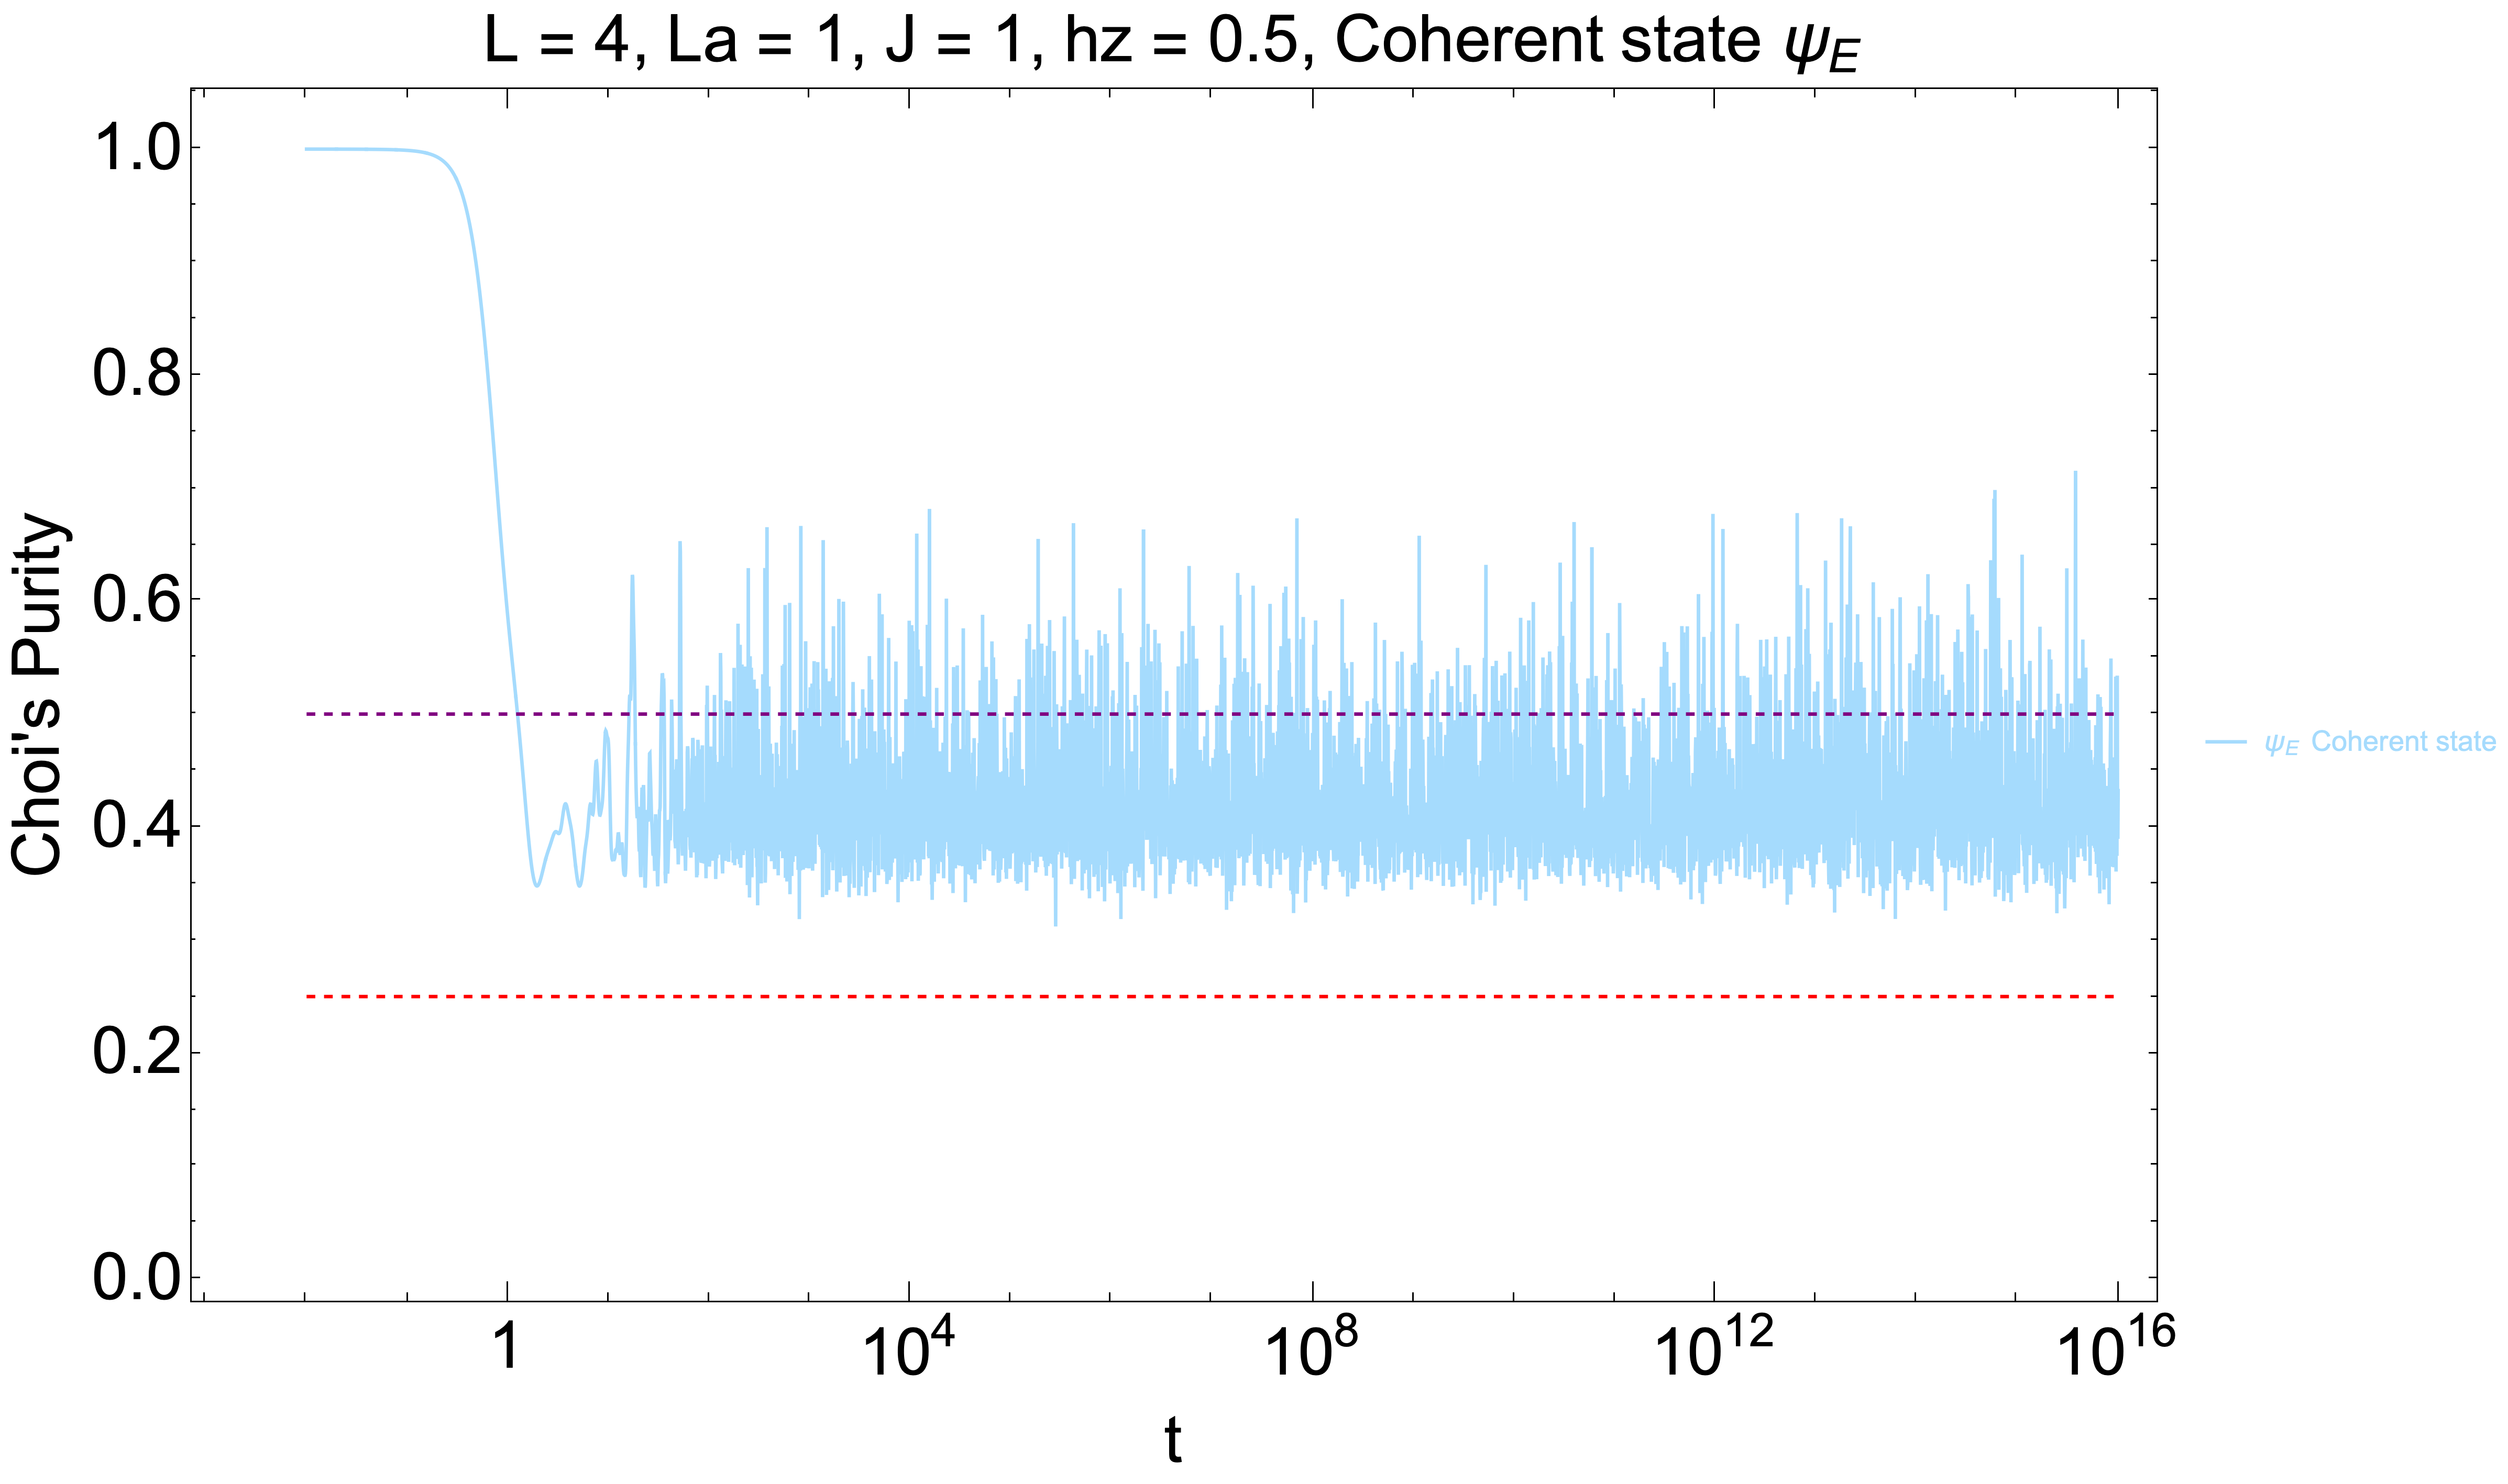 L = 4, La = 1, J = 1, hz = 0.5, Coherent state ψE
Choi's Purity
1.0
0.8
0.6
0.4
0.2
0.0
1
10^4
10^8
10^12
10^16
t
ψE Coherent state